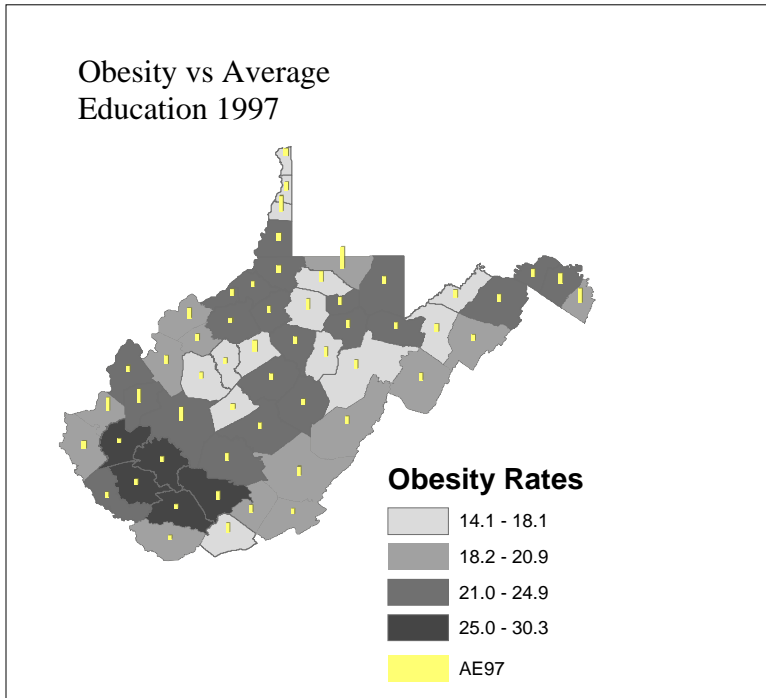 Obesity vs Average
Education 1997
Obesity Rates
14.1 - 18.1
18.2 - 20.9
21.0 - 24.9
25.0 - 30.3
AE97